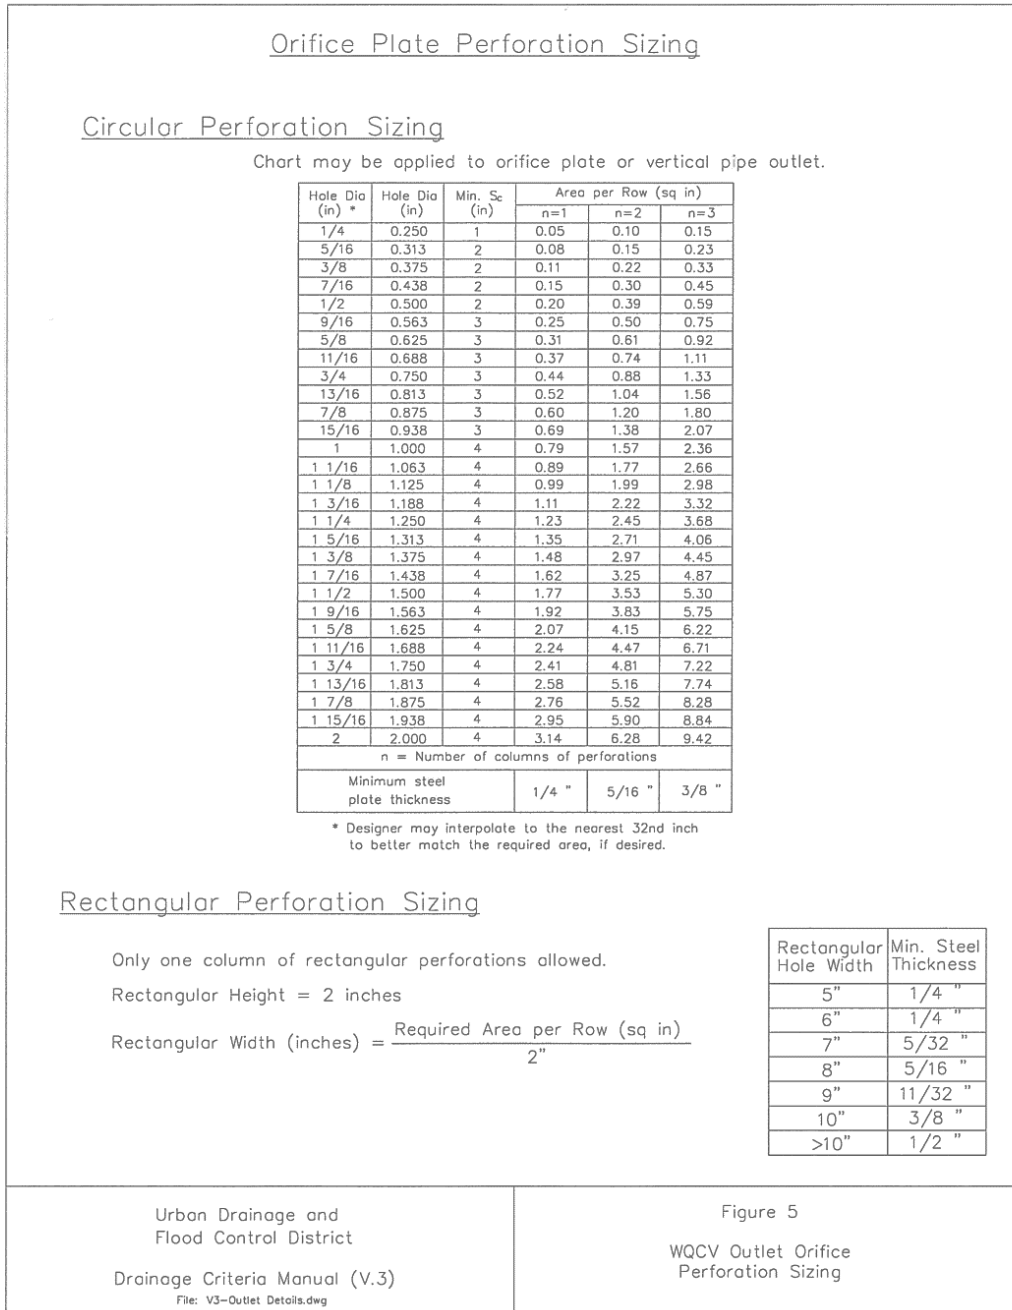 Orifice Plate Perforation Sizing
Circular Perforation Sizing
Chart may be applied to orifice plate or vertical pipe outlet.
Hole Dia (in) * Hole Dia (in) Min. Sc (in) Area per Row (sq in)
n=1 n=2 n=3
1/4 0.250 1 0.05 0.10 0.15
5/16 0.313 2 0.08 0.15 0.23
3/8 0.375 2 0.11 0.22 0.33
7/16 0.438 2 0.15 0.30 0.45
1/2 0.500 2 0.20 0.39 0.59
9/16 0.563 3 0.25 0.50 0.75
5/8 0.625 3 0.31 0.61 0.92
11/16 0.688 3 0.37 0.74 1.11
3/4 0.750 3 0.44 0.88 1.33
13/16 0.813 3 0.52 1.04 1.56
7/8 0.875 3 0.60 1.20 1.80
15/16 0.938 3 0.69 1.38 2.07
1 1.000 4 0.79 1.57 2.36
1 1/16 1.063 4 0.89 1.77 2.66
1 1/8 1.125 4 0.99 1.99 2.98
1 3/16 1.188 4 1.11 2.22 3.32
1 1/4 1.250 4 1.23 2.45 3.68
1 5/16 1.313 4 1.35 2.71 4.06
1 3/8 1.375 4 1.48 2.97 4.45
1 7/16 1.438 4 1.62 3.25 4.87
1 1/2 1.500 4 1.77 3.53 5.30
1 9/16 1.563 4 1.92 3.83 5.75
1 5/8 1.625 4 2.07 4.15 6.22
1 11/16 1.688 4 2.24 4.47 6.71
1 3/4 1.750 4 2.41 4.81 7.22
1 13/16 1.813 4 2.58 5.16 7.74
1 7/8 1.875 4 2.76 5.52 8.28
1 15/16 1.938 4 2.95 5.90 8.84
2 2.000 4 3.14 6.28 9.42
n = Number of columns of perforations
Minimum steel
plate thickness 1/4 " 5/16 " 3/8 "
* Designer may interpolate to the nearest 32nd inch
to better match the required area, if desired.
Rectangular Perforation Sizing
Only one column of rectangular perforations allowed.
Rectangular Height = 2 inches
Rectangular Width (inches) = Required Area per Row (sq in)
2"
Rectangular Min. Steel
Hole Width Thickness
5" 1/4 "
6" 1/4 "
7" 5/32 "
8" 5/16 "
9" 11/32 "
10" 3/8 "
>10" 1/2 "
Urban Drainage and
Flood Control District
Drainage Criteria Manual (V.3)
File: V3-Outlet Details.dwg
Figure 5
WQCV Outlet Orifice
Perforation Sizing